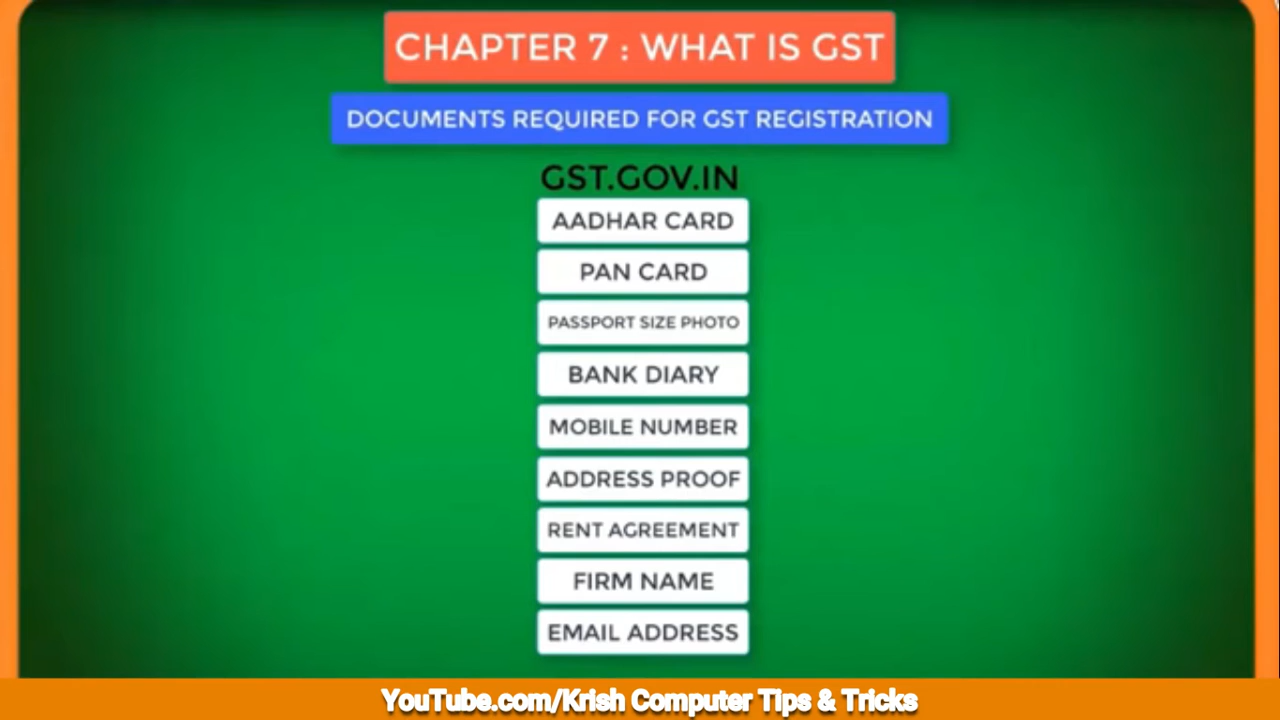 CHAPTER 7 : WHAT IS GST
DOCUMENTS REQUIRED FOR GST REGISTRATION
GST.GOV.IN
AADHAR CARD
PAN CARD
PASSPORT SIZE PHOTO
BANK DIARY
MOBILE NUMBER
ADDRESS PROOF
RENT AGREEMENT
FIRM NAME
EMAIL ADDRESS
YouTube.com/Krish Computer Tips & Tricks